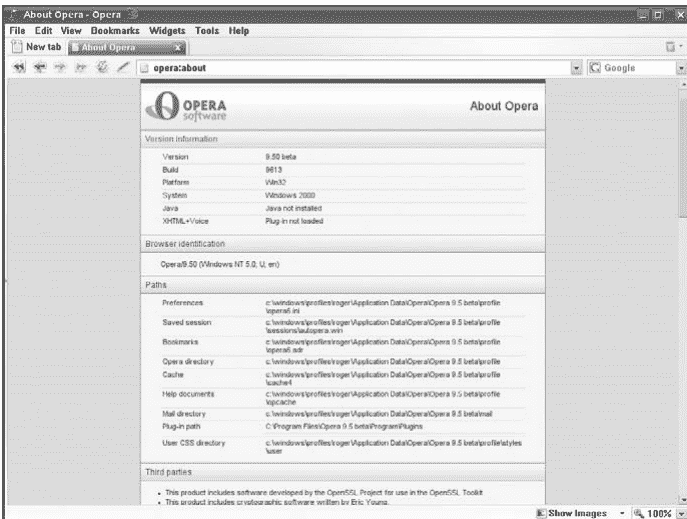 About Opera - Opera
File Edit View Bookmarks Widgets Tools Help
New tab About Opera
opera:about Google
OPERA software
About Opera
Version information
Version 9.50 beta
Build 9613
Platform Win32
System Windows 2000
Java Java not installed
XHTML+Voice Plug-in not loaded
Browser identification
Opera/9.50 (Windows NT 5.0; U; en)
Paths
Preferences c:\windows\profiles\roger\Application Data\Opera\Opera 9.5 beta\profile
\opera6.ini
Saved session c:\windows\profiles\roger\Application Data\Opera\Opera 9.5 beta\profile
\sessions\autopera.win
Bookmarks c:\windows\profiles\roger\Application Data\Opera\Opera 9.5 beta\profile
\opera6.adr
Opera directory c:\windows\profiles\roger\Application Data\Opera\Opera 9.5 beta\profile
Cache c:\windows\profiles\roger\Application Data\Opera\Opera 9.5 beta\profile
\cache4
Help documents c:\windows\profiles\roger\Application Data\Opera\Opera 9.5 beta\profile
\opcache
Mail directory c:\windows\profiles\roger\Application Data\Opera\Opera 9.5 beta\mail
Plug-in path C:\Program Files\Opera 9.5 beta\Program\Plugins
User CSS directory c:\windows\profiles\roger\Application Data\Opera\Opera 9.5 beta\profile\styles
\user
Third parties
• This product includes software developed by the OpenSSL Project for use in the OpenSSL Toolkit
• This product includes cryptographic software written by Eric Young.
Show Images 100%